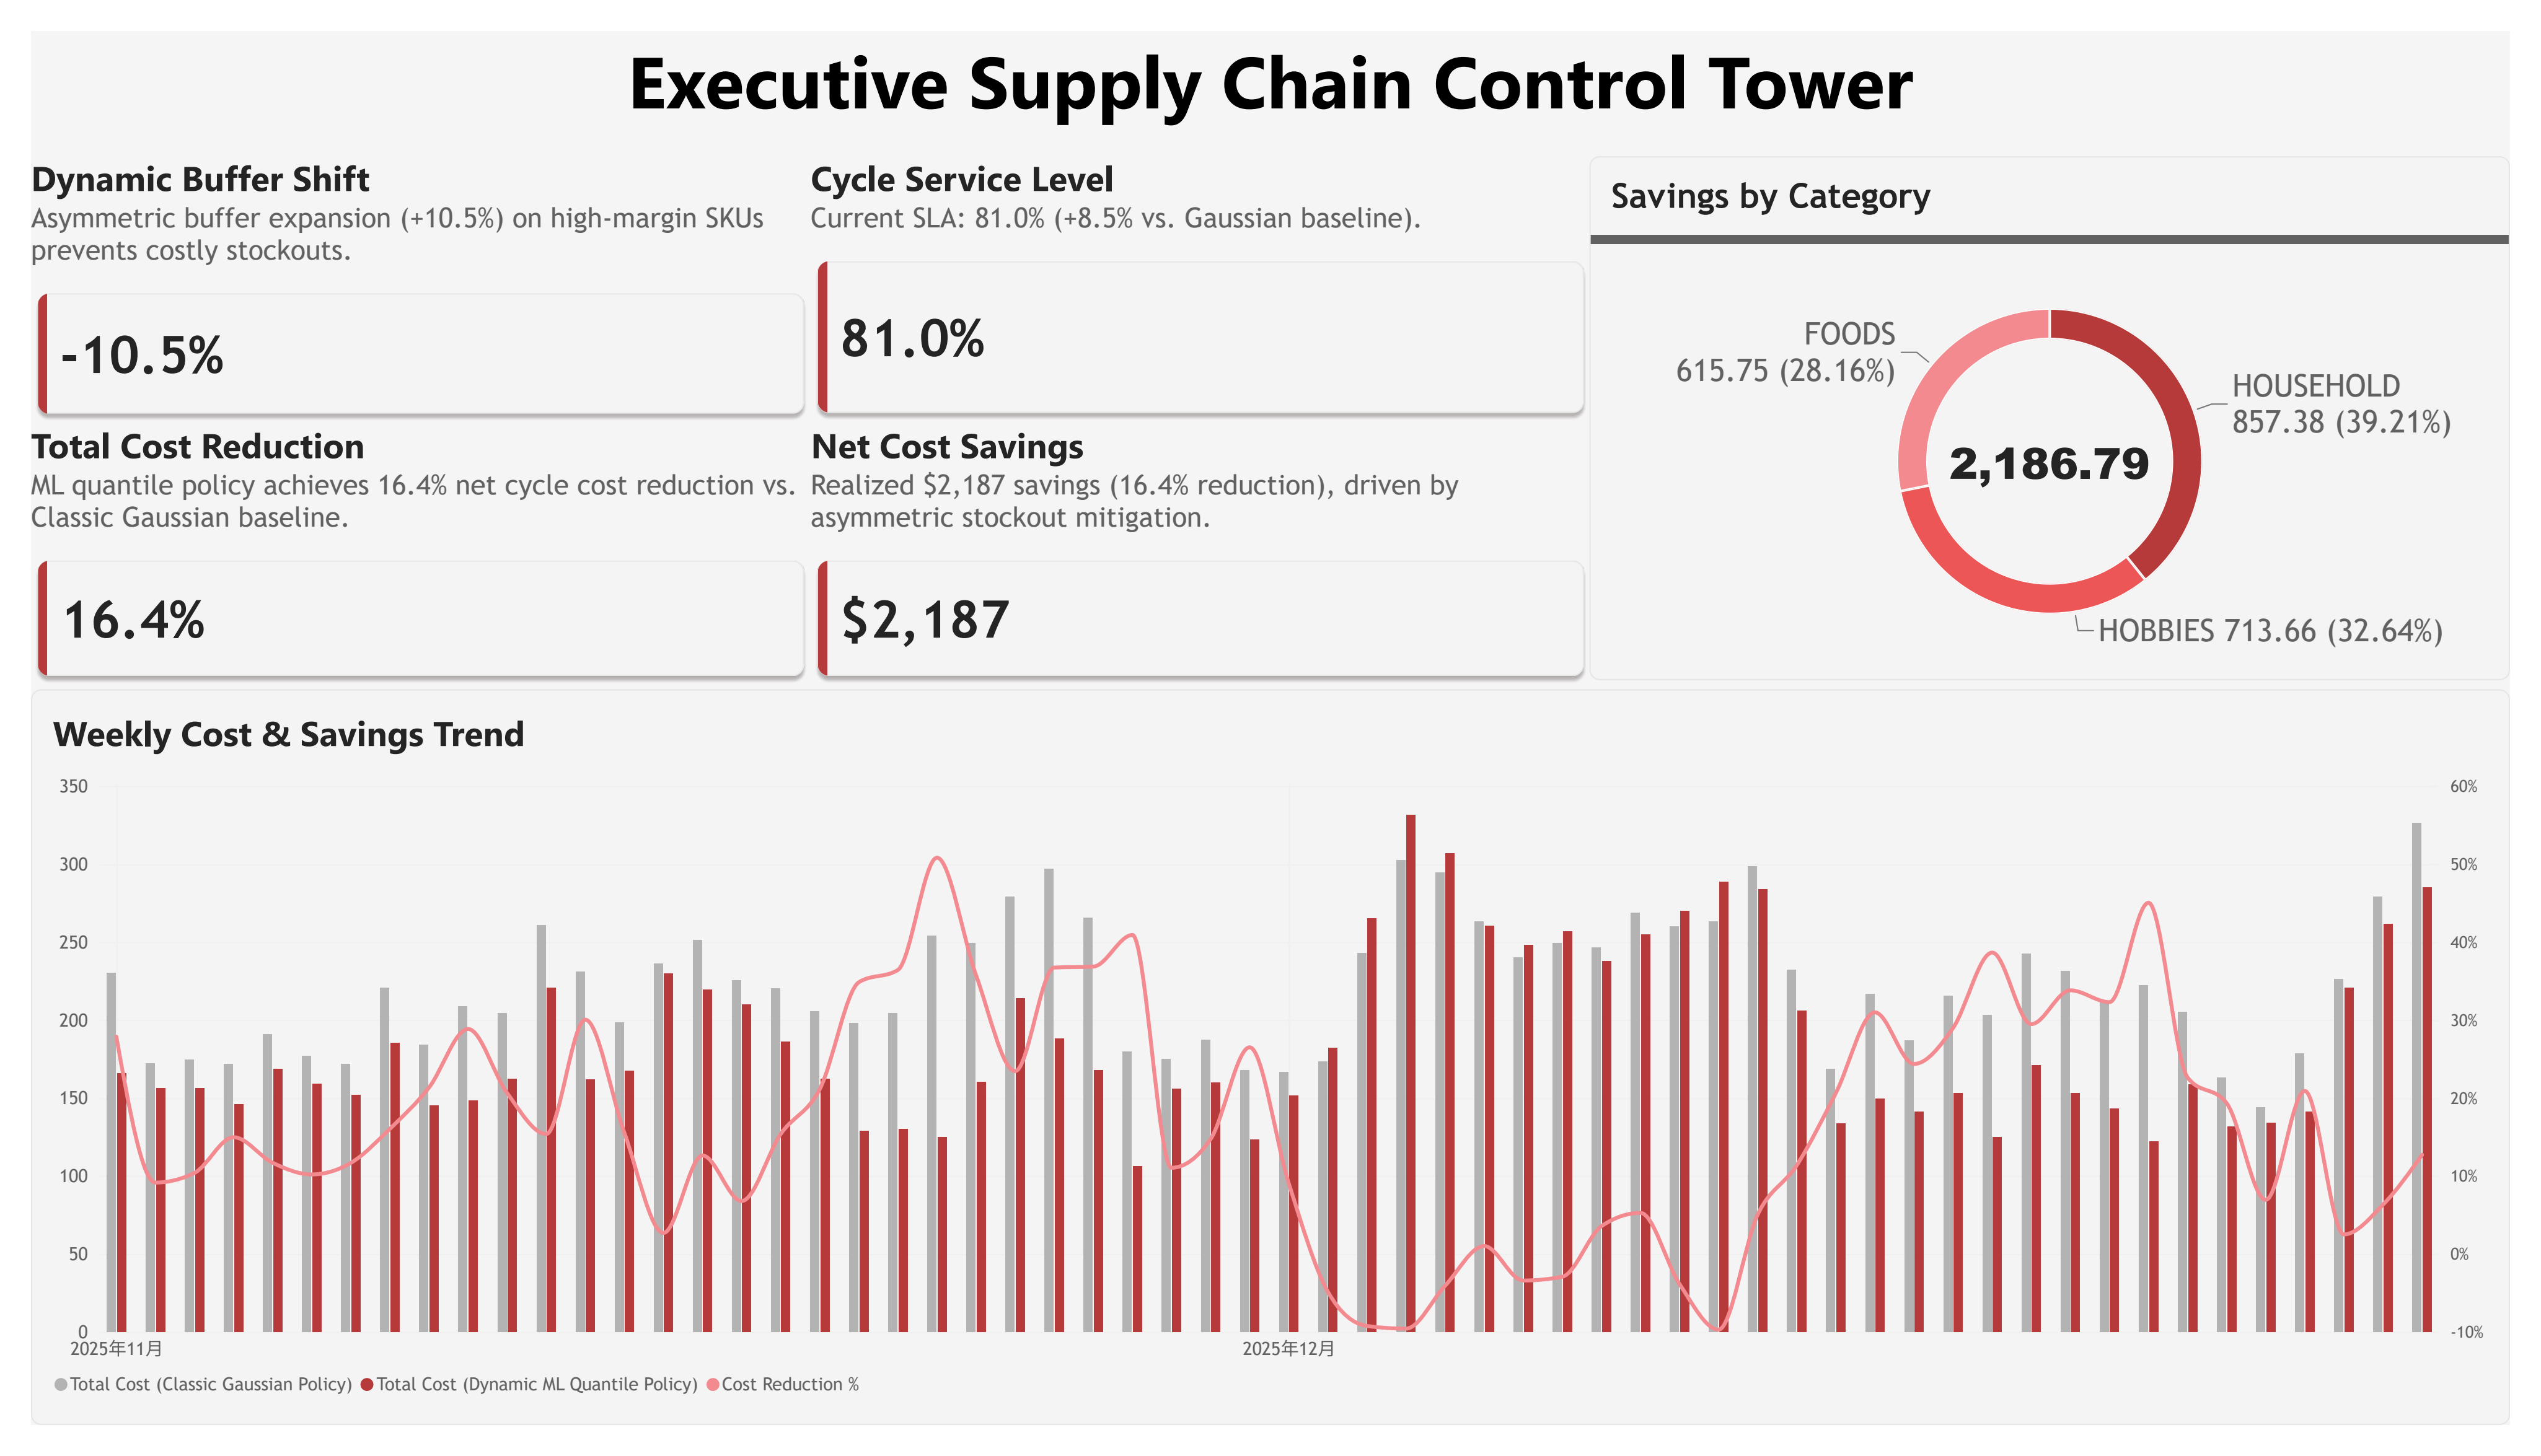 Executive Supply Chain Control Tower
Dynamic Buffer Shift
Asymmetric buffer expansion (+10.5%) on high-margin SKUs
prevents costly stockouts.
-10.5%
Cycle Service Level
Current SLA: 81.0% (+8.5% vs. Gaussian baseline).
81.0%
Total Cost Reduction
ML quantile policy achieves 16.4% net cycle cost reduction vs.
Classic Gaussian baseline.
16.4%
Net Cost Savings
Realized $2,187 savings (16.4% reduction), driven by
asymmetric stockout mitigation.
$2,187
Savings by Category
FOODS
615.75 (28.16%)
HOUSEHOLD
857.38 (39.21%)
2,186.79
HOBBIES 713.66 (32.64%)
Weekly Cost & Savings Trend
350
300
250
200
150
100
50
0
60%
50%
40%
30%
20%
10%
0%
-10%
2025年11月
2025年12月
Total Cost (Classic Gaussian Policy)
Total Cost (Dynamic ML Quantile Policy)
Cost Reduction %